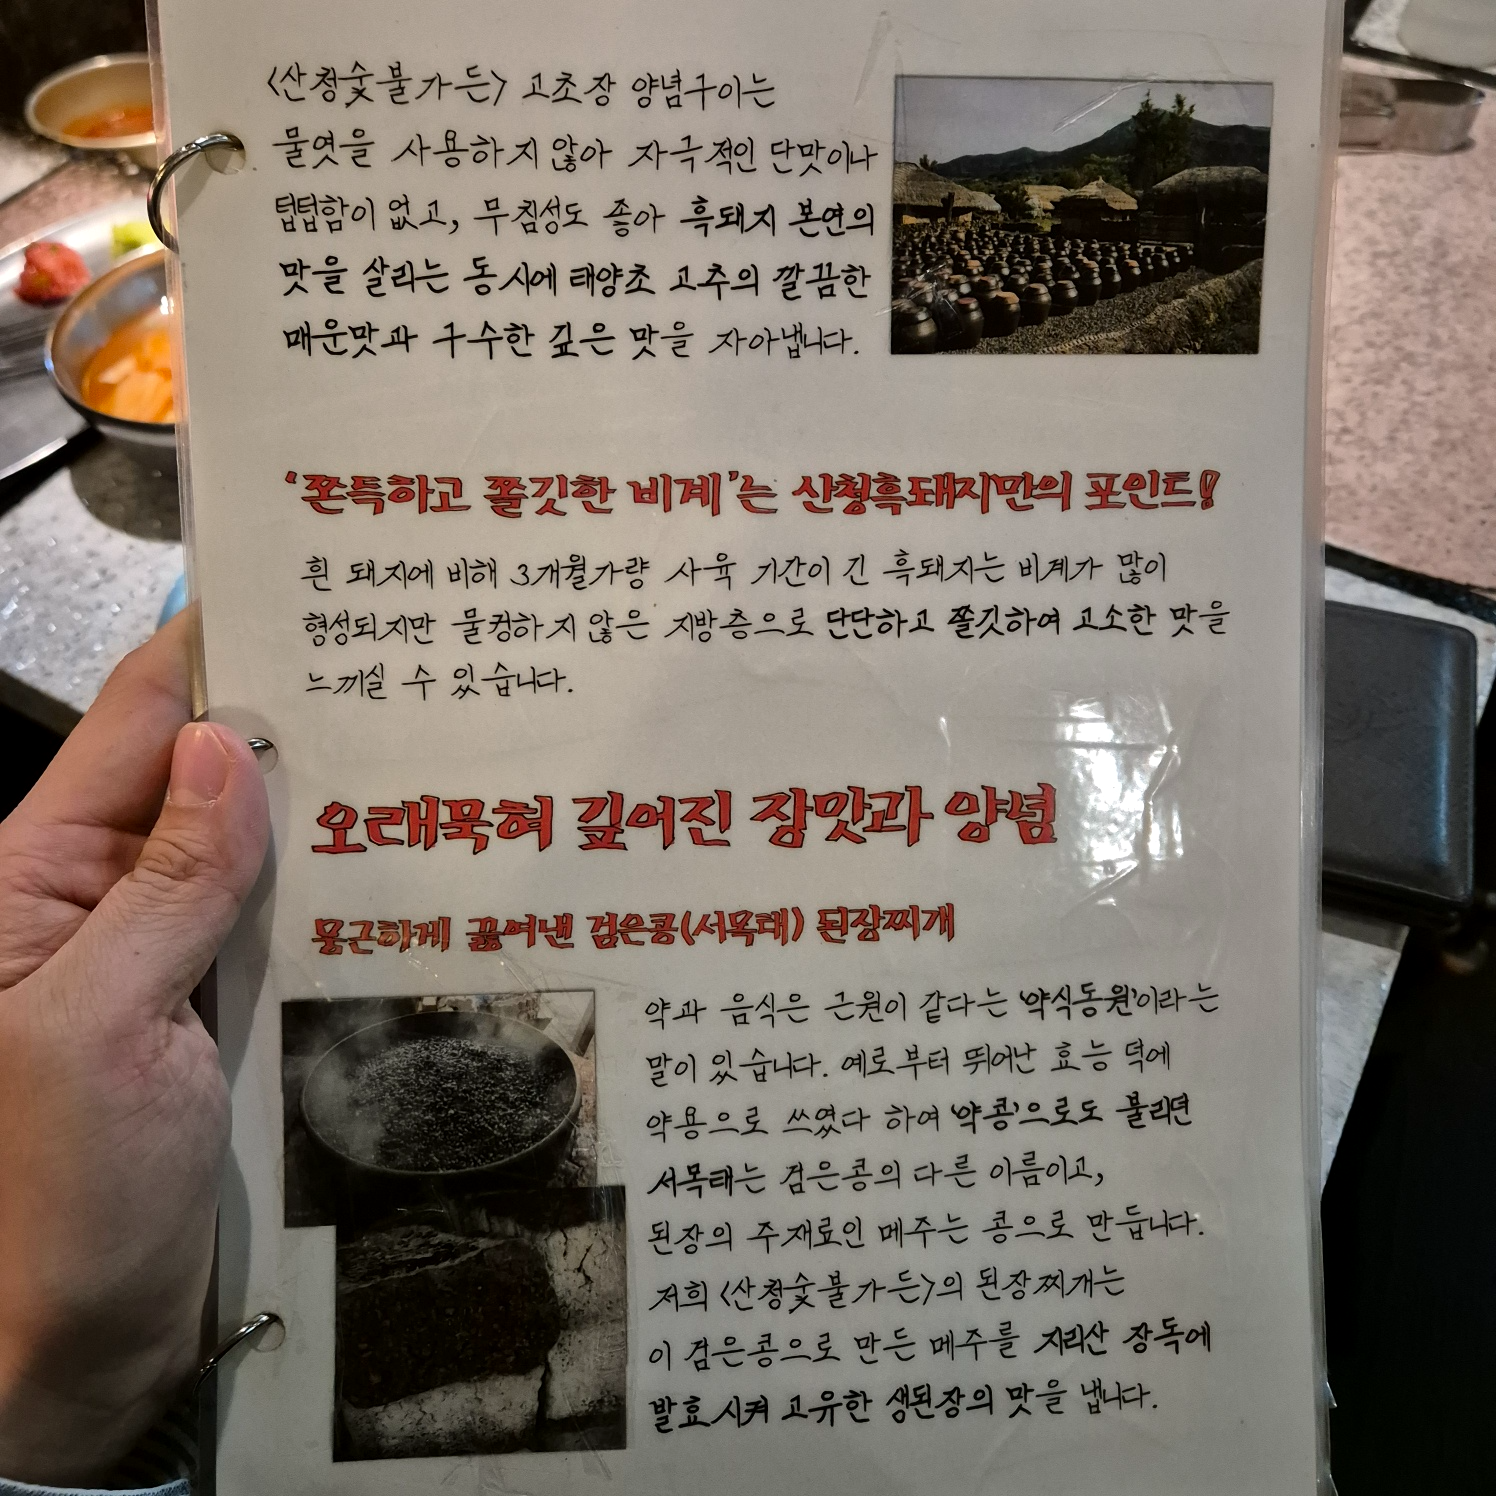 <산청숯불가든> 고초장 양념구이는
물엿을 사용하지 않아 자극적인 단맛이나
텁텁함이 없고, 무침성도 좋아 흑돼지 본연의
맛을 살리는 동시에 태양초 고추의 깔끔한
매운맛과 구수한 깊은 맛을 자아냅니다.
'쫀득하고 쫄깃한 비계'는 산청흑돼지만의 포인트!
흰 돼지에 비해 3개월가량 사육 기간이 긴 흑돼지는 비계가 많이
형성되지만 물컹하지 않은 지방층으로 단단하고 쫄깃하여 고소한 맛을
느끼실 수 있습니다.
오래묵혀 깊어진 장맛과 양념
뭉근하게 끓여낸 검은콩(서목태) 된장찌개
약과 음식은 근원이 같다는 '약식동원'이라는
말이 있습니다. 예로부터 뛰어난 효능 덕에
약용으로 쓰였다 하여 '약콩'으로도 불리면
서목태는 검은콩의 다른 이름이고,
된장의 주재료인 메주는 콩으로 만듭니다.
저희 <산청숯불가든>의 된장찌개는
이 검은콩으로 만든 메주를 지리산 장독에
발효시켜 고유한 생된장의 맛을 냅니다.